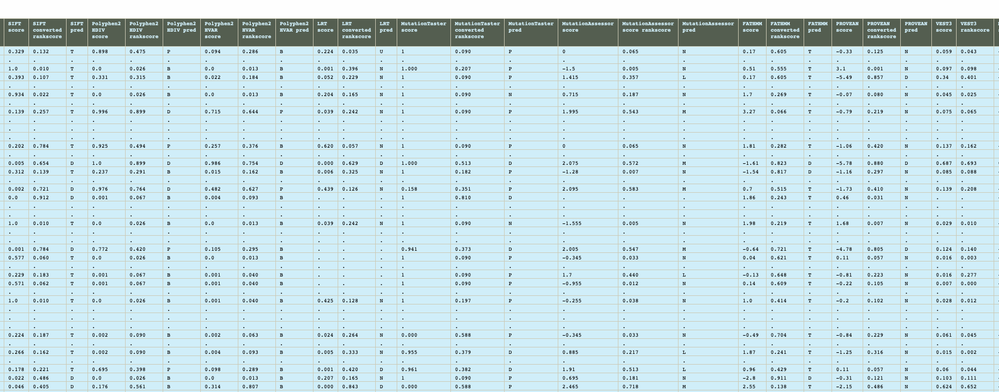 SIFT score SIFT converted rankscore SIFT pred Polyphen2 HDIV score Polyphen2 HDIV rankscore Polyphen2 HDIV pred Polyphen2 HVAR score Polyphen2 HVAR rankscore Polyphen2 HVAR pred LRT score LRT converted rankscore LRT pred MutationTaster score MutationTaster converted rankscore MutationTaster pred MutationAssessor score MutationAssessor score rankscore MutationAssessor pred FATHMM score FATHMM converted rankscore FATHMM pred PROVEAN score PROVEAN converted rankscore PROVEAN pred VEST3 score VEST3 rankscore
0.329 0.132 T 0.898 0.475 P 0.094 0.286 B 0.224 0.035 U 1 0.090 P 0 0.065 N 0.17 0.605 T -0.33 0.125 N 0.059 0.043
. . . . . . . . . . . . . . . . . . . . . . . . . .
1.0 0.010 T 0.0 0.026 B 0.0 0.013 B 0.001 0.396 N 1.000 0.207 P -1.5 0.005 N 0.51 0.555 T 3.1 0.001 N 0.097 0.098
0.393 0.107 T 0.331 0.315 B 0.022 0.184 B 0.052 0.229 N 1 0.090 P 1.415 0.357 L 0.17 0.605 T -5.49 0.857 D 0.34 0.401
. . . . . . . . . . . . . . . . . . . . . . . . . .
0.934 0.022 T 0.0 0.026 B 0.0 0.013 B 0.204 0.165 N 1 0.090 N 0.715 0.187 N 1.7 0.269 T -0.07 0.080 N 0.045 0.025
. . . . . . . . . . . . . . . . . . . . . . . . . .
0.139 0.257 T 0.996 0.899 D 0.715 0.644 P 0.039 0.242 N 1 0.090 P 1.995 0.543 M 3.27 0.066 T -0.79 0.219 N 0.075 0.065
. . . . . . . . . . . . . . . . . . . . . . . . . .
. . . . . . . . . . . . . . . . . . . . . . . . . .
. . . . . . . . . . . . . . . . . . . . . . . . . .
0.202 0.784 T 0.925 0.494 P 0.257 0.376 B 0.620 0.057 N 1 0.090 P 0 0.065 N 1.81 0.282 T -1.06 0.420 N 0.137 0.162
. . . . . . . . . . . . . . . . . . . . . . . . . .
0.005 0.654 D 1.0 0.899 D 0.986 0.754 D 0.000 0.629 D 1.000 0.513 D 2.075 0.572 M -1.61 0.823 D -5.78 0.880 D 0.687 0.693
0.312 0.139 T 0.237 0.291 B 0.015 0.162 B 0.006 0.325 N 1 0.182 P -1.28 0.007 N -1.54 0.817 D -1.16 0.297 N 0.085 0.088
. . . . . . . . . . . . . . . . . . . . . . . . . .
0.002 0.721 D 0.976 0.764 D 0.482 0.627 P 0.439 0.126 N 0.158 0.351 P 2.095 0.583 M 0.7 0.515 T -1.73 0.410 N 0.139 0.208
0.0 0.912 D 0.001 0.067 B 0.004 0.093 B . . . 1 0.810 D . . . 1.86 0.243 T 0.46 0.031 N . .
. . . . . . . . . . . . . . . . . . . . . . . . . .
. . . . . . . . . . . . . . . . . . . . . . . . . .
1.0 0.010 T 0.0 0.026 B 0.0 0.013 B 0.039 0.242 N 1 0.090 N -1.555 0.005 N 1.98 0.219 T 1.68 0.007 N 0.029 0.010
. . . . . . . . . . . . . . . . . . . . . . . . . .
. . . . . . . . . . . . . . . . . . . . . . . . . .
0.001 0.784 D 0.772 0.420 P 0.105 0.295 B . . . 0.941 0.373 D 2.005 0.547 M -0.64 0.721 T -4.78 0.805 D 0.124 0.140
0.577 0.060 T 0.0 0.026 B 0.0 0.013 B . . . 1 0.090 P -0.345 0.033 N 0.04 0.621 T 0.11 0.057 N 0.016 0.003
. . . . . . . . . . . . . . . . . . . . . . . . . .
0.229 0.183 T 0.001 0.067 B 0.001 0.040 B . . . 1 0.090 P 1.7 0.440 L -0.13 0.648 T -0.81 0.223 N 0.016 0.277
0.571 0.062 T 0.001 0.067 B 0.001 0.040 B . . . 1 0.090 P -0.955 0.012 N 0.14 0.609 T -0.22 0.105 N 0.007 0.000
. . . . . . . . . . . . . . . . . . . . . . . . . .
1.0 0.010 T 0.0 0.026 B 0.001 0.040 B 0.425 0.128 N 1 0.197 P -0.255 0.038 N 1.0 0.414 T -0.2 0.102 N 0.028 0.012
. . . . . . . . . . . . . . . . . . . . . . . . . .
. . . . . . . . . . . . . . . . . . . . . . . . . .
. . . . . . . . . . . . . . . . . . . . . . . . . .
0.224 0.187 T 0.002 0.090 B 0.002 0.063 B 0.024 0.264 N 0.000 0.588 P -0.345 0.033 N -0.49 0.704 T -0.84 0.229 N 0.061 0.045
. . . . . . . . . . . . . . . . . . . . . . . . . .
0.266 0.162 T 0.002 0.090 B 0.004 0.093 B 0.005 0.333 N 0.955 0.379 D 0.885 0.217 L 1.87 0.241 T -1.25 0.316 N 0.015 0.002
. . . . . . . . . . . . . . . . . . . . . . . . . .
0.178 0.221 T 0.695 0.398 P 0.098 0.289 B 0.001 0.420 D 0.961 0.382 D 1.91 0.513 L 0.96 0.429 T 0.11 0.057 N 0.06 0.044
0.022 0.486 D 0.0 0.026 B 0.0 0.013 B 0.207 0.165 N 1 0.090 P 0.695 0.181 N -2.8 0.911 D -0.31 0.121 N 0.103 0.111
0.046 0.405 D 0.176 0.561 B 0.314 0.807 B 0.000 0.843 D 0.000 0.588 P 2.465 0.718 M 2.55 0.138 T -2.15 0.486 N 0.624 0.652